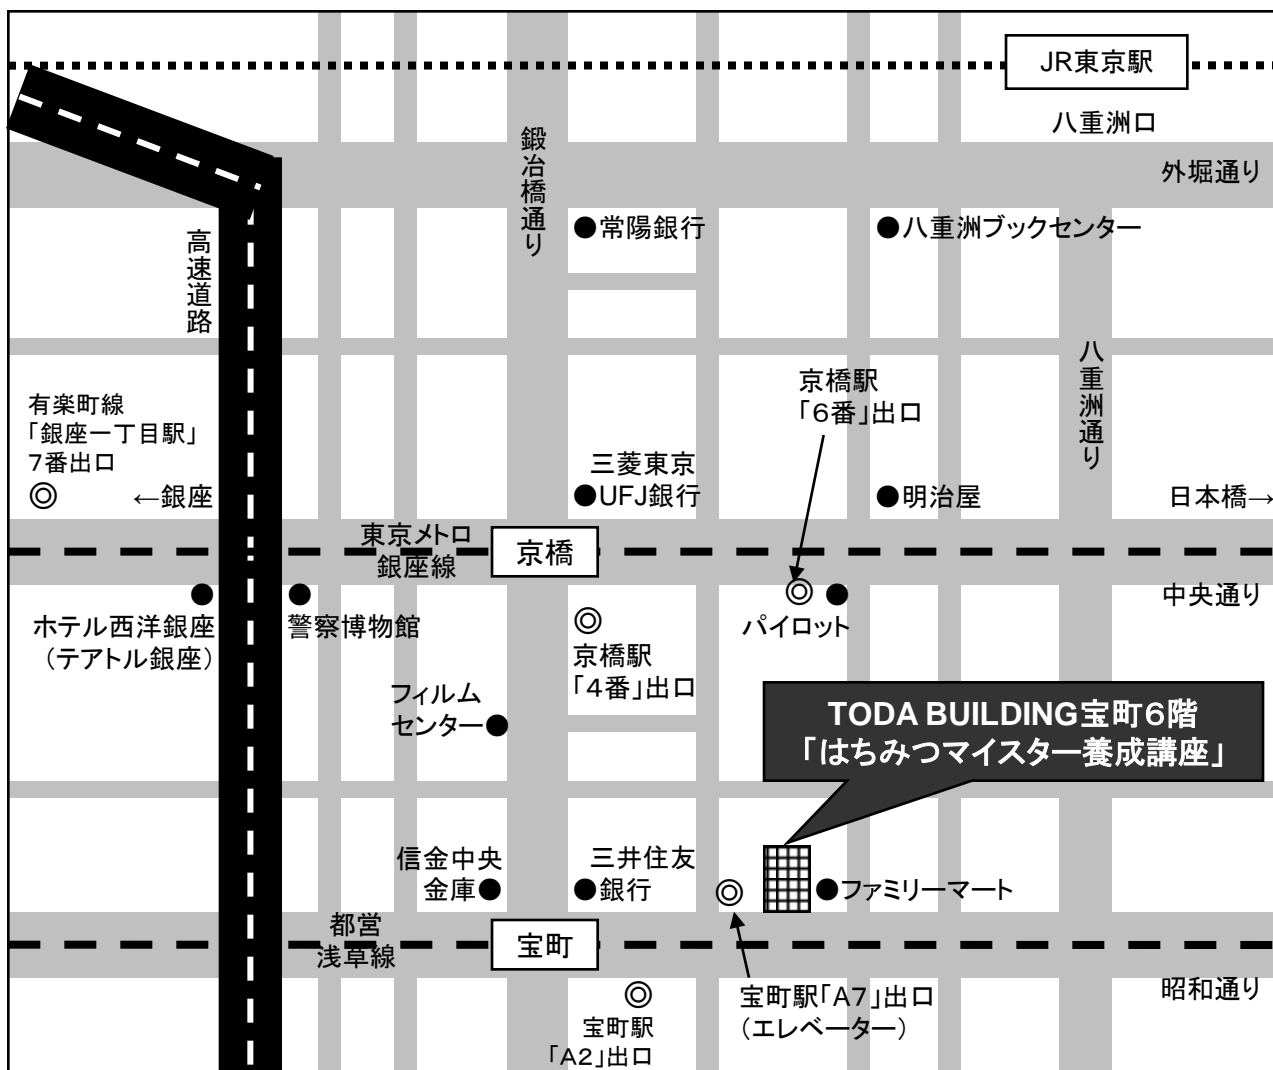 JR東京駅
八重洲口
外堀通り
鍛冶橋通り
●常陽銀行
●八重洲ブックセンター
高速道路
八重洲通り
京橋駅
「6番」出口
有楽町線
「銀座一丁目駅」
7番出口
◎
←銀座
三菱東京
●UFJ銀行
●明治屋
日本橋→
東京メトロ
銀座線
京橋
中央通り
ホテル西洋銀座
（テアトル銀座）
警察博物館
◎
京橋駅
「4番」出口
◎ ●
パイロット
フィルム
センター●
TODA BUILDING宝町6階
「はちみつマイスター養成講座」
信金中央
金庫●
三井住友
●銀行
◎
●ファミリーマート
都営
浅草線
宝町
昭和通り
◎
宝町駅
「A2」出口
宝町駅「A7」出口
（エレベーター）